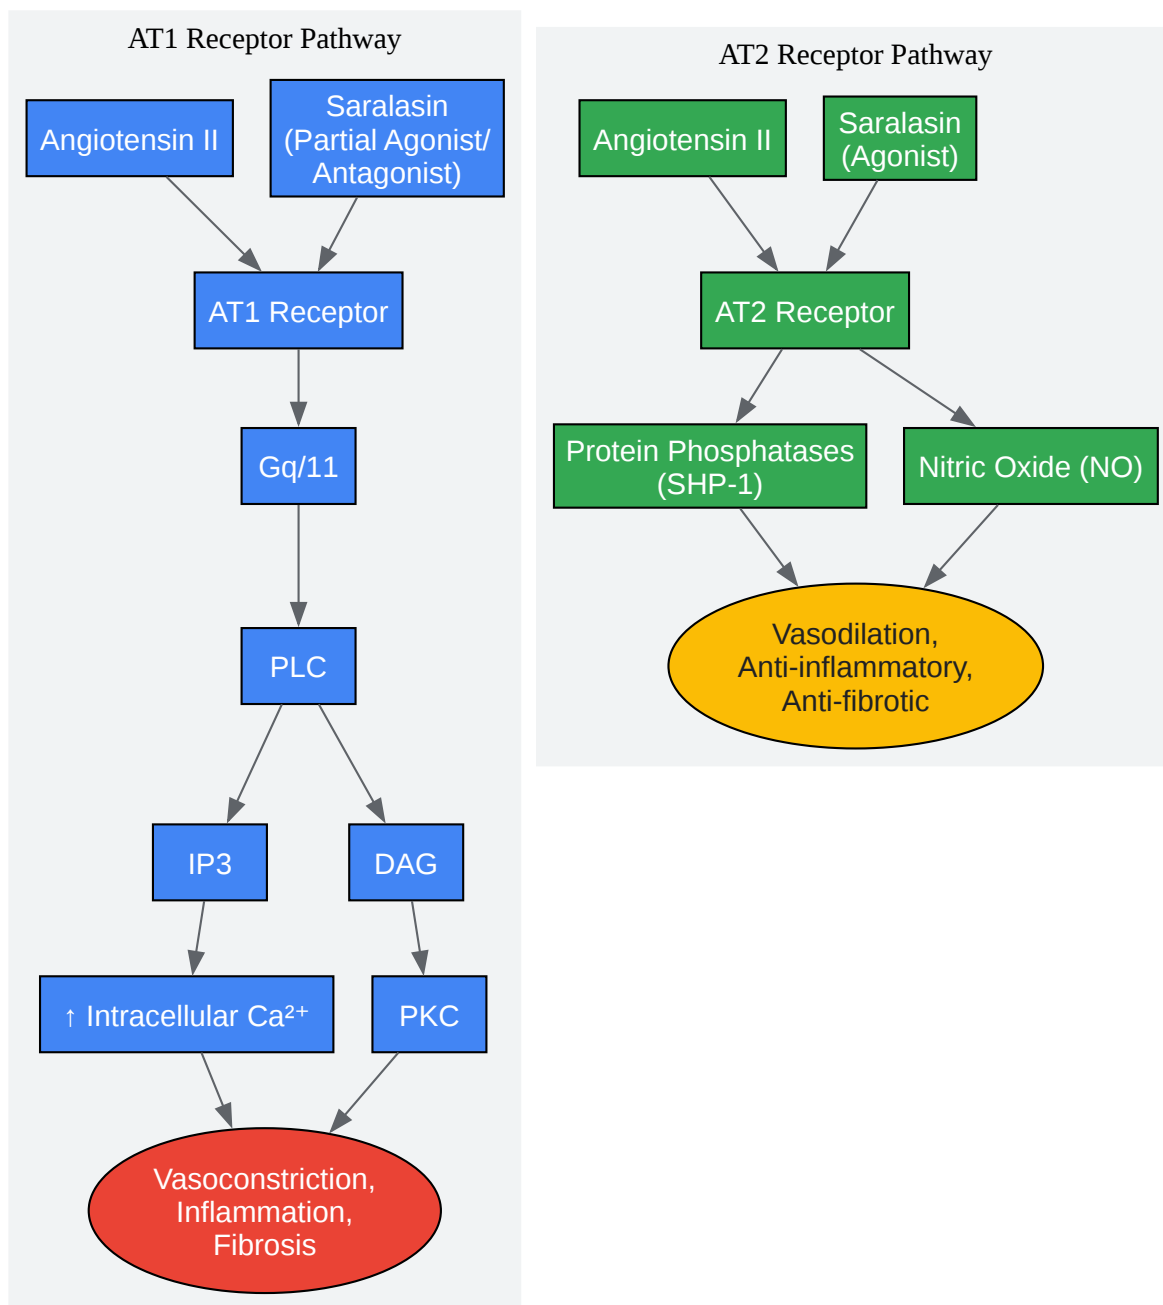 AT1 Receptor Pathway
Angiotensin II
Saralasin
(Partial Agonist/
Antagonist)
AT1 Receptor
Gq/11
PLC
IP3
DAG
↑ Intracellular Ca²⁺
PKC
Vasoconstriction,
Inflammation,
Fibrosis
AT2 Receptor Pathway
Angiotensin II
Saralasin
(Agonist)
AT2 Receptor
Protein Phosphatases
(SHP-1)
Nitric Oxide (NO)
Vasodilation,
Anti-inflammatory,
Anti-fibrotic